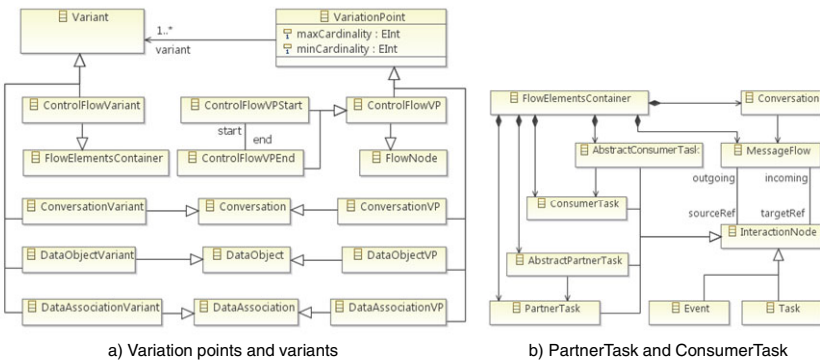 Variant
VariationPoint
maxCardinality : EInt
minCardinality : EInt
1..*
variant
ControlFlowVariant
ControlFlowVPStart
ControlFlowVP
start
end
FlowElementsContainer
ControlFlowVPEnd
FlowNode
ConversationVariant
Conversation
ConversationVP
DataObjectVariant
DataObject
DataObjectVP
DataAssociationVariant
DataAssociation
DataAssociationVP
a) Variation points and variants
FlowElementsContainer
Conversation
AbstractConsumerTask
MessageFlow
outgoing
incoming
ConsumerTask
sourceRef
targetRef
InteractionNode
AbstractPartnerTask
PartnerTask
Event
Task
b) PartnerTask and ConsumerTask